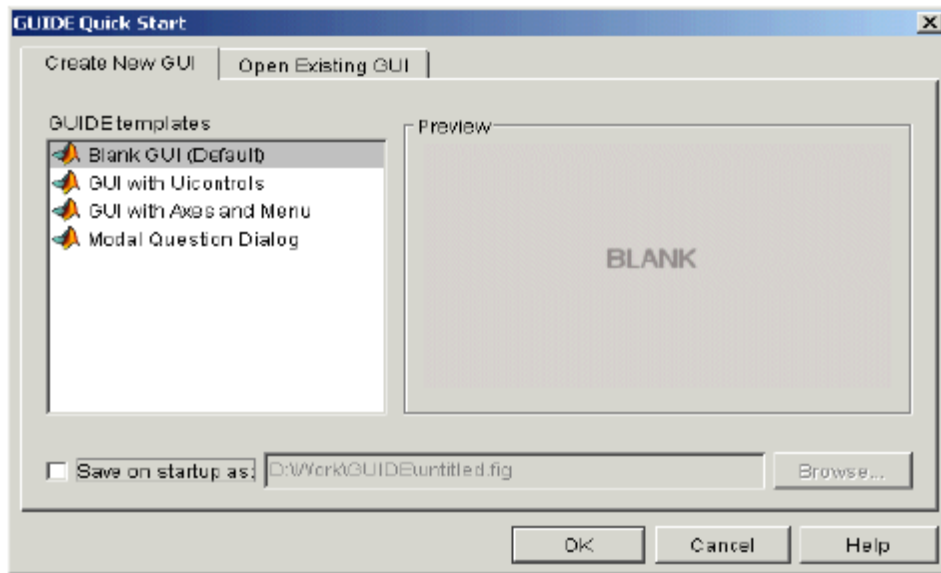 GUIDE Quick Start
Create New GUI
Open Existing GUI
GUIDE templates
Blank GUI (Default)
GUI with Uicontrols
GUI with Axes and Menu
Modal Question Dialog
Preview
BLANK
Save on startup as:
D:\Work\GUIDE\untitled.fig
Browse...
OK
Cancel
Help